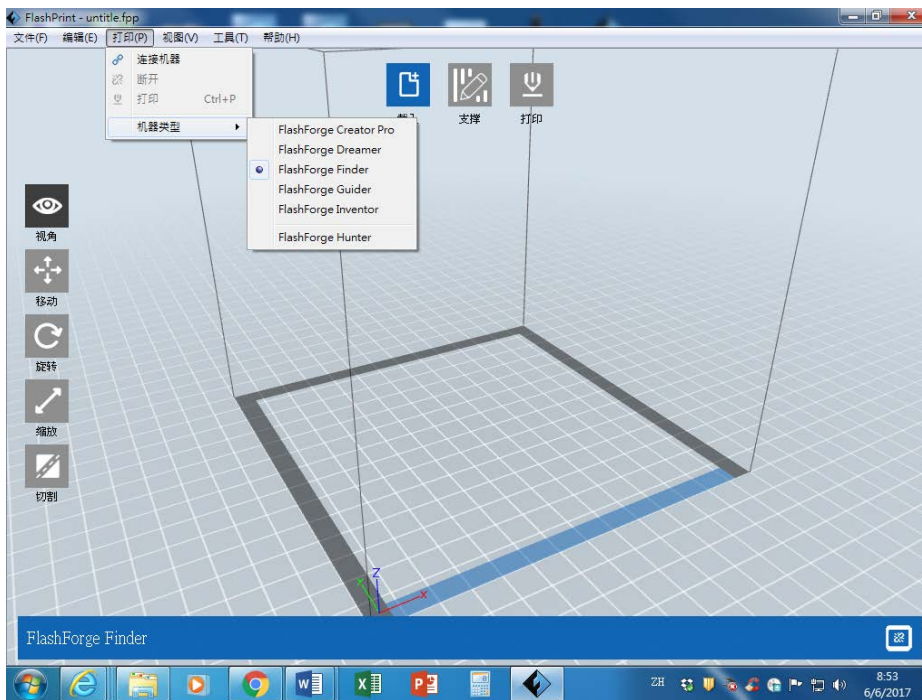 FlashPrint - untitle.fpp
文件(F) 编辑(E) 打印(P) 视图(V) 工具(T) 帮助(H)
连接机器
断开
打印 Ctrl+P
机器类型
FlashForge Creator Pro
FlashForge Dreamer
FlashForge Finder
FlashForge Guider
FlashForge Inventor
FlashForge Hunter
支撑
打印
视角
移动
旋转
缩放
切割
Z
X
Y
FlashForge Finder
ZH
8:53
6/6/2017